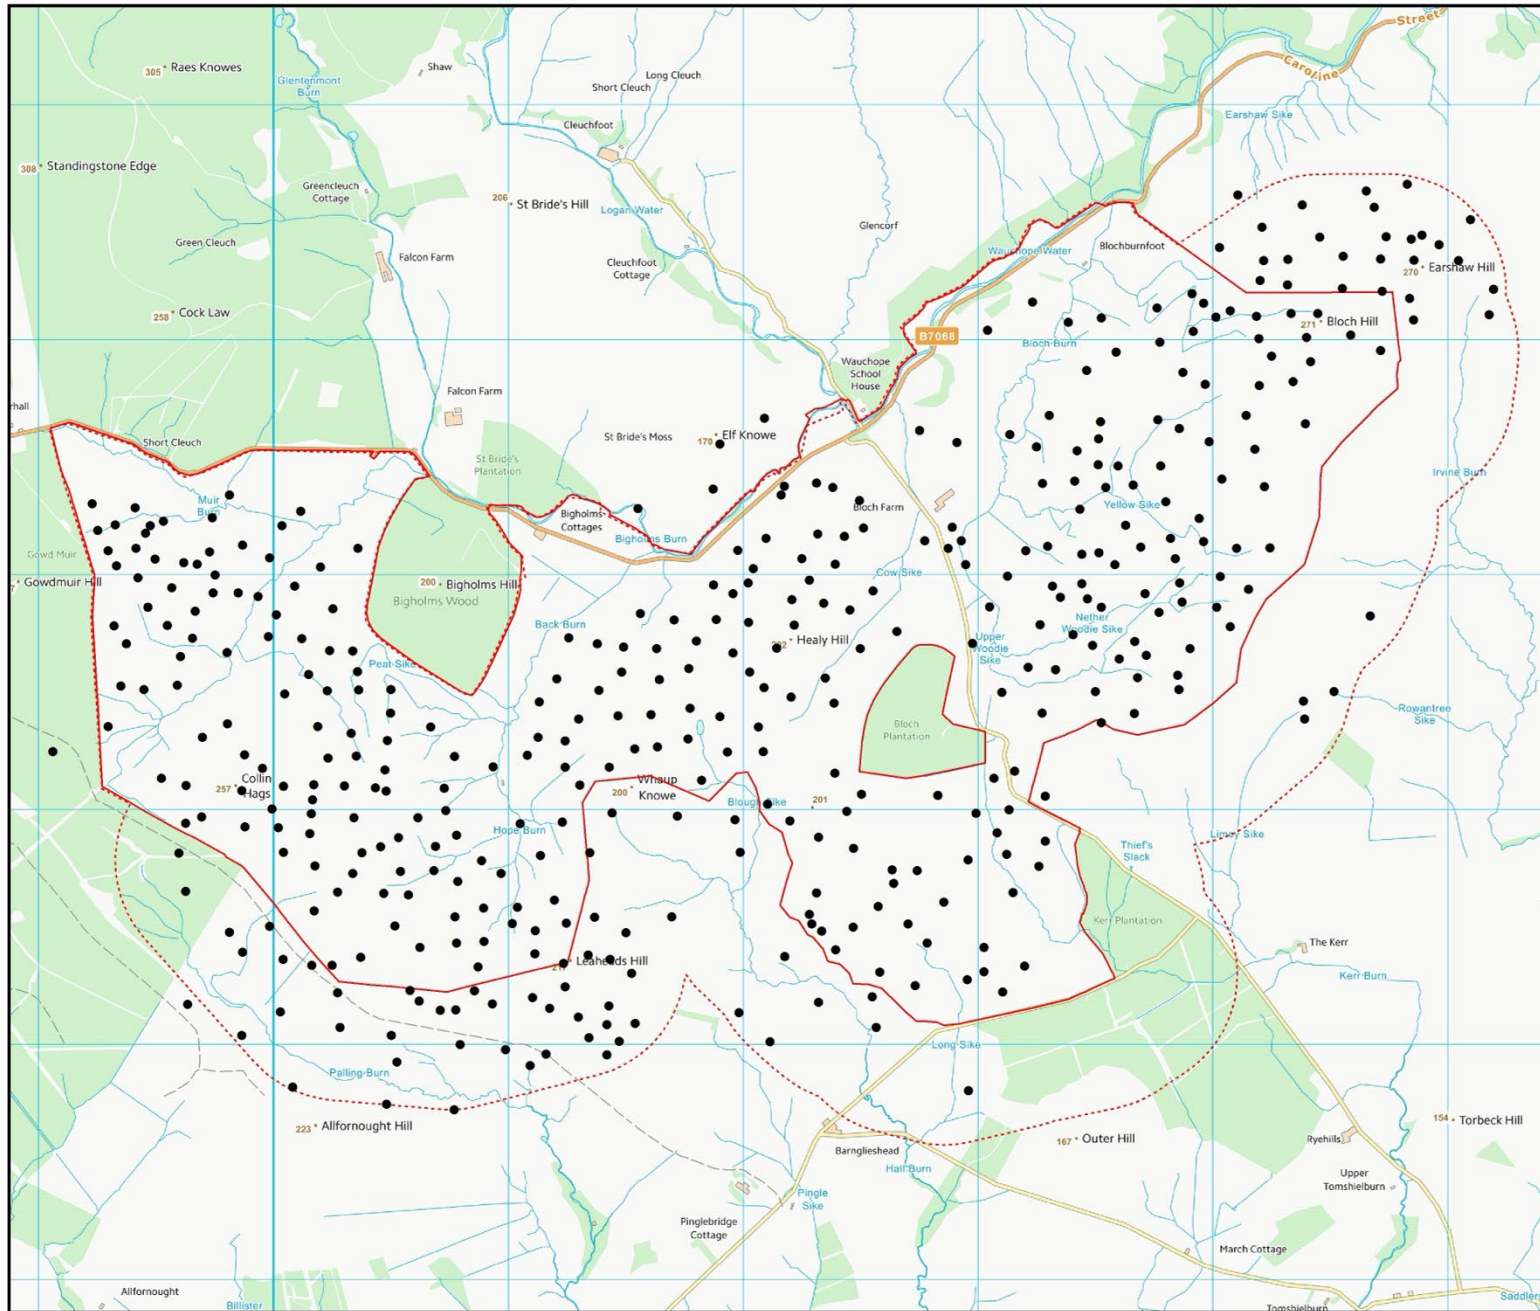 Street
Caroline
305 Raes Knowes
Shaw
Long Cleuch
Short Cleuch
Glentenmont
Burn
Cleuchfoot
Earshaw Sike
308 Standingstone Edge
Greencleuch
Cottage
206 St Bride's Hill
Logan Water
Glencorf
Green Cleuch
Falcon Farm
Cleuchfoot
Cottage
Wauchope Water
Blochburnfoot
270 Earshaw Hill
258 Cock Law
271 Bloch Hill
B7068
Bloch Burn
Wauchope
School
House
Falcon Farm
rhall
Short Cleuch
St Bride's Moss
170 Elf Knowe
St Bride's
Plantation
Irvine Burn
Muir
Burn
Bigholms
Cottages
Bloch Farm
Yellow Sike
Bigholms Burn
Gowd Muir
7 Gowdmuir Hill
200 Bigholms Hill
Bigholms Wood
Cow Sike
Back Burn
Nether
Woodie Sike
Healy Hill
Upper
Woodie
Sike
Peat Sike
Bloch
Plantation
Rowantree
Sike
Collin
257 Hags
Whaup
200 Knowe
Blough Sike
201
Hope Burn
Limey Sike
Thief's
Slack
Kerr Plantation
The Kerr
217 Leaheads Hill
Kerr Burn
Long Sike
Palling Burn
223 Allfornought Hill
154 Torbeck Hill
167 Outer Hill
Ryehills
Barnglieshead
Hall Burn
Upper
Tomshielburn
Pingle
Sike
Pinglebridge
Cottage
March Cottage
Allfornought
Billister
Tomshielburn